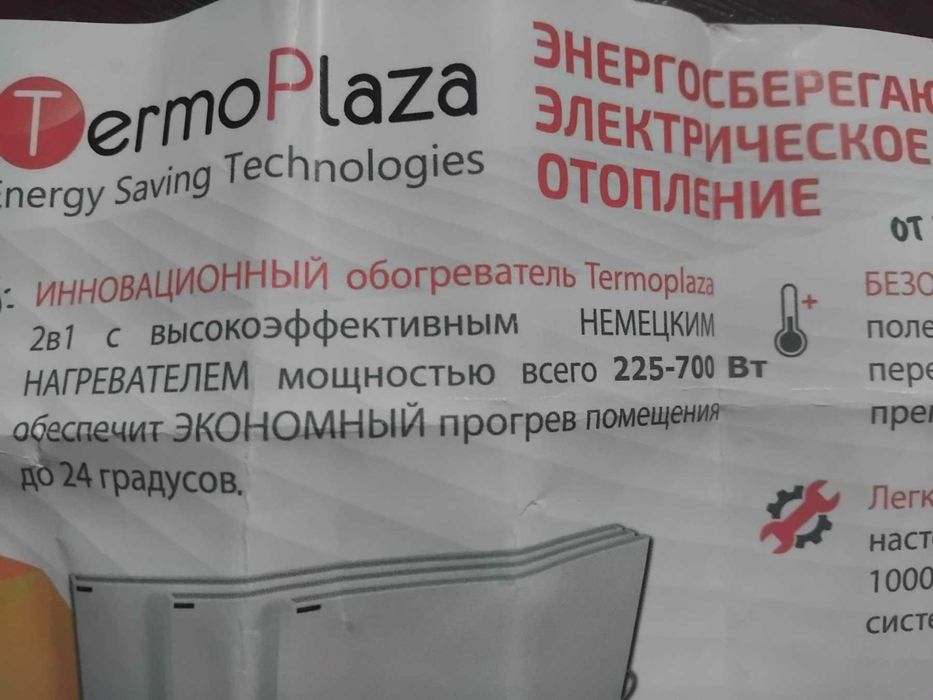 TermoPlaza
Energy Saving Technologies
ЭНЕРГОСБЕРЕГАЮ
ЭЛЕКТРИЧЕСКОЕ
ОТОПЛЕНИЕ
ОТ
ИННОВАЦИОННЫЙ обогреватель Termoplaza
2в1 с высокоэффективным НЕМЕЦКИМ
НАГРЕВАТЕЛЕМ мощностью всего 225-700 Вт
обеспечит ЭКОНОМНЫЙ прогрев помещения
до 24 градусов.
БЕЗО
поле
пере
Легк
наст
1000
систе